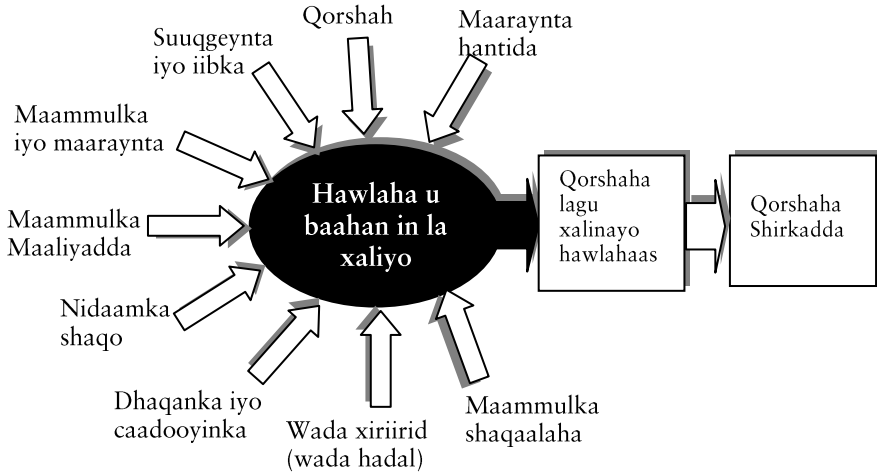 Qorshah
Maaraynta
hantida
Suuqgeynta
iyo iibka
Maammulka
iyo maaraynta
Maammulka
Maaliyadda
Nidaamka
shaqo
Dhaqanka iyo
caadooyinka
Wada xiriirid
(wada hadal)
Maammulka
shaqaalaha
Hawlaha u
baahan in la
xaliyo
Qorshaha
lagu
xalinayo
hawlahaas
Qorshaha
Shirkadda